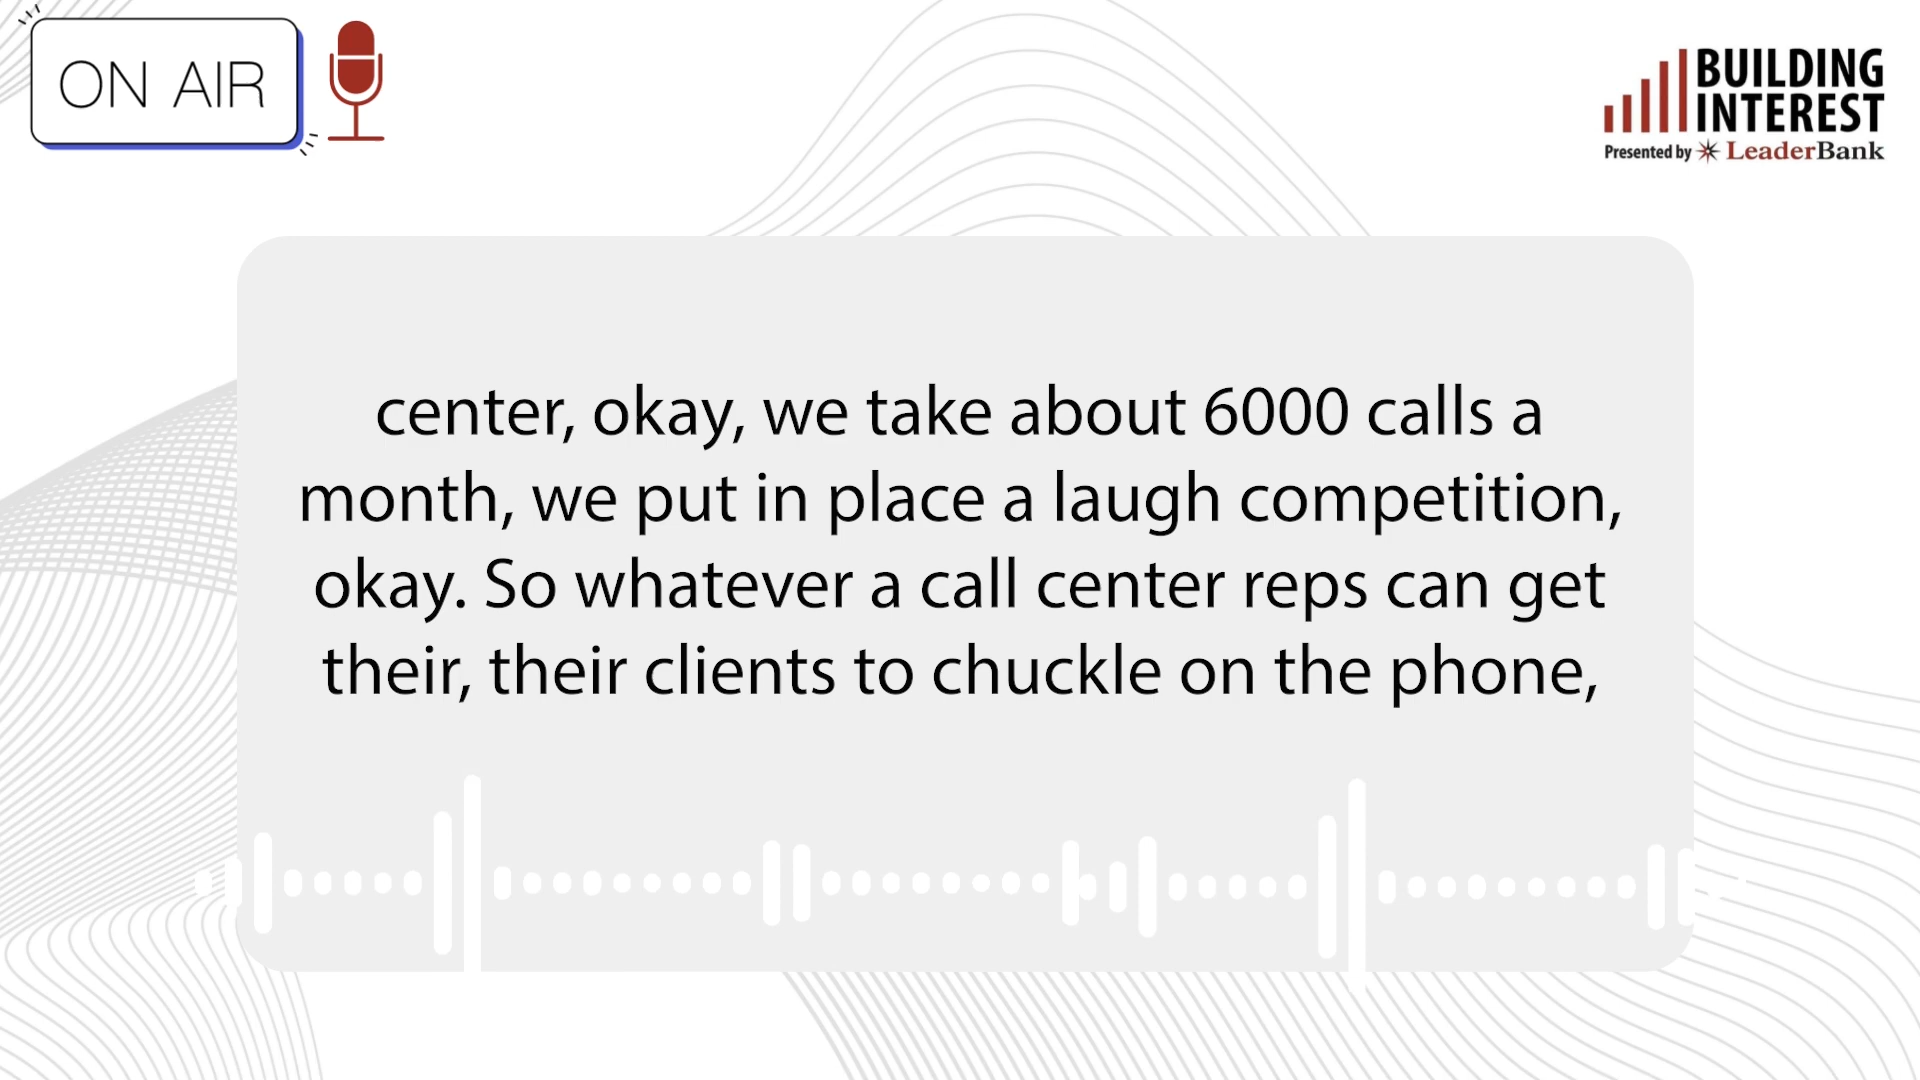 ON AIR
BUILDING
INTEREST
Presented by LeaderBank
center, okay, we take about 6000 calls a
month, we put in place a laugh competition,
okay. So whatever a call center reps can get
their, their clients to chuckle on the phone,